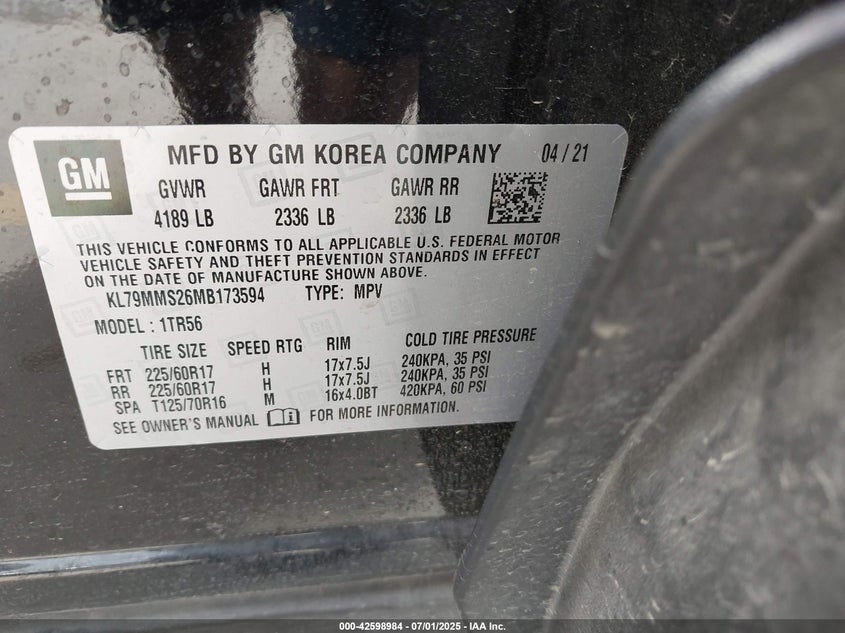 GM
MFD BY GM KOREA COMPANY 04 / 21
GVWR GAWR FRT GAWR RR
4189 LB 2336 LB 2336 LB
THIS VEHICLE CONFORMS TO ALL APPLICABLE U.S. FEDERAL MOTOR
VEHICLE SAFETY AND THEFT PREVENTION STANDARDS IN EFFECT
ON THE DATE OF MANUFACTURE SHOWN ABOVE.
KL79MMS26MB173594 TYPE: MPV
MODEL : 1TR56
TIRE SIZE SPEED RTG RIM COLD TIRE PRESSURE
FRT 225/60R17 H 17x7.5J 240KPA, 35 PSI
RR 225/60R17 H 17x7.5J 240KPA, 35 PSI
SPA T125/70R16 M 16x4.0BT 420KPA, 60 PSI
SEE OWNER'S MANUAL FOR MORE INFORMATION.
000-42598984 - 07/01/2025 - IAA Inc.